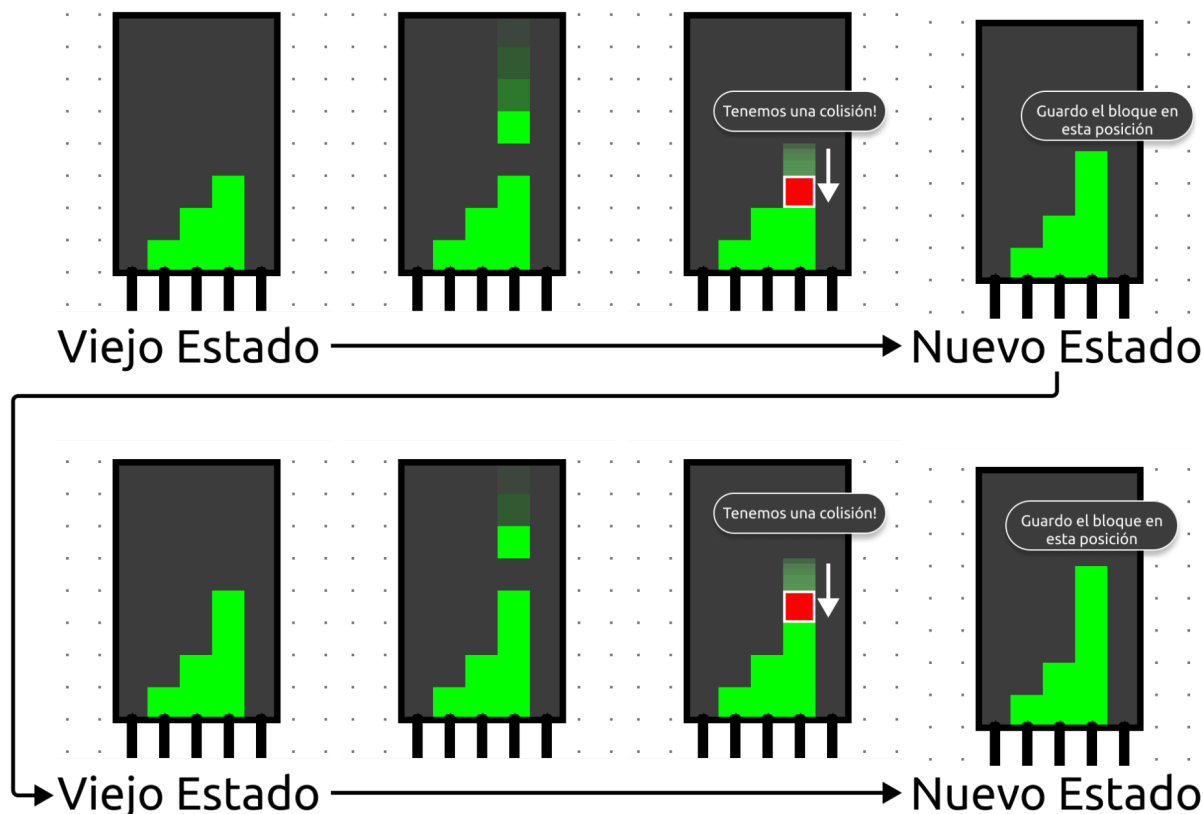 Tenemos una colisión!
Guardo el bloque en
esta posición
Viejo Estado
Nuevo Estado
Tenemos una colisión!
Guardo el bloque en
esta posición
Viejo Estado
Nuevo Estado